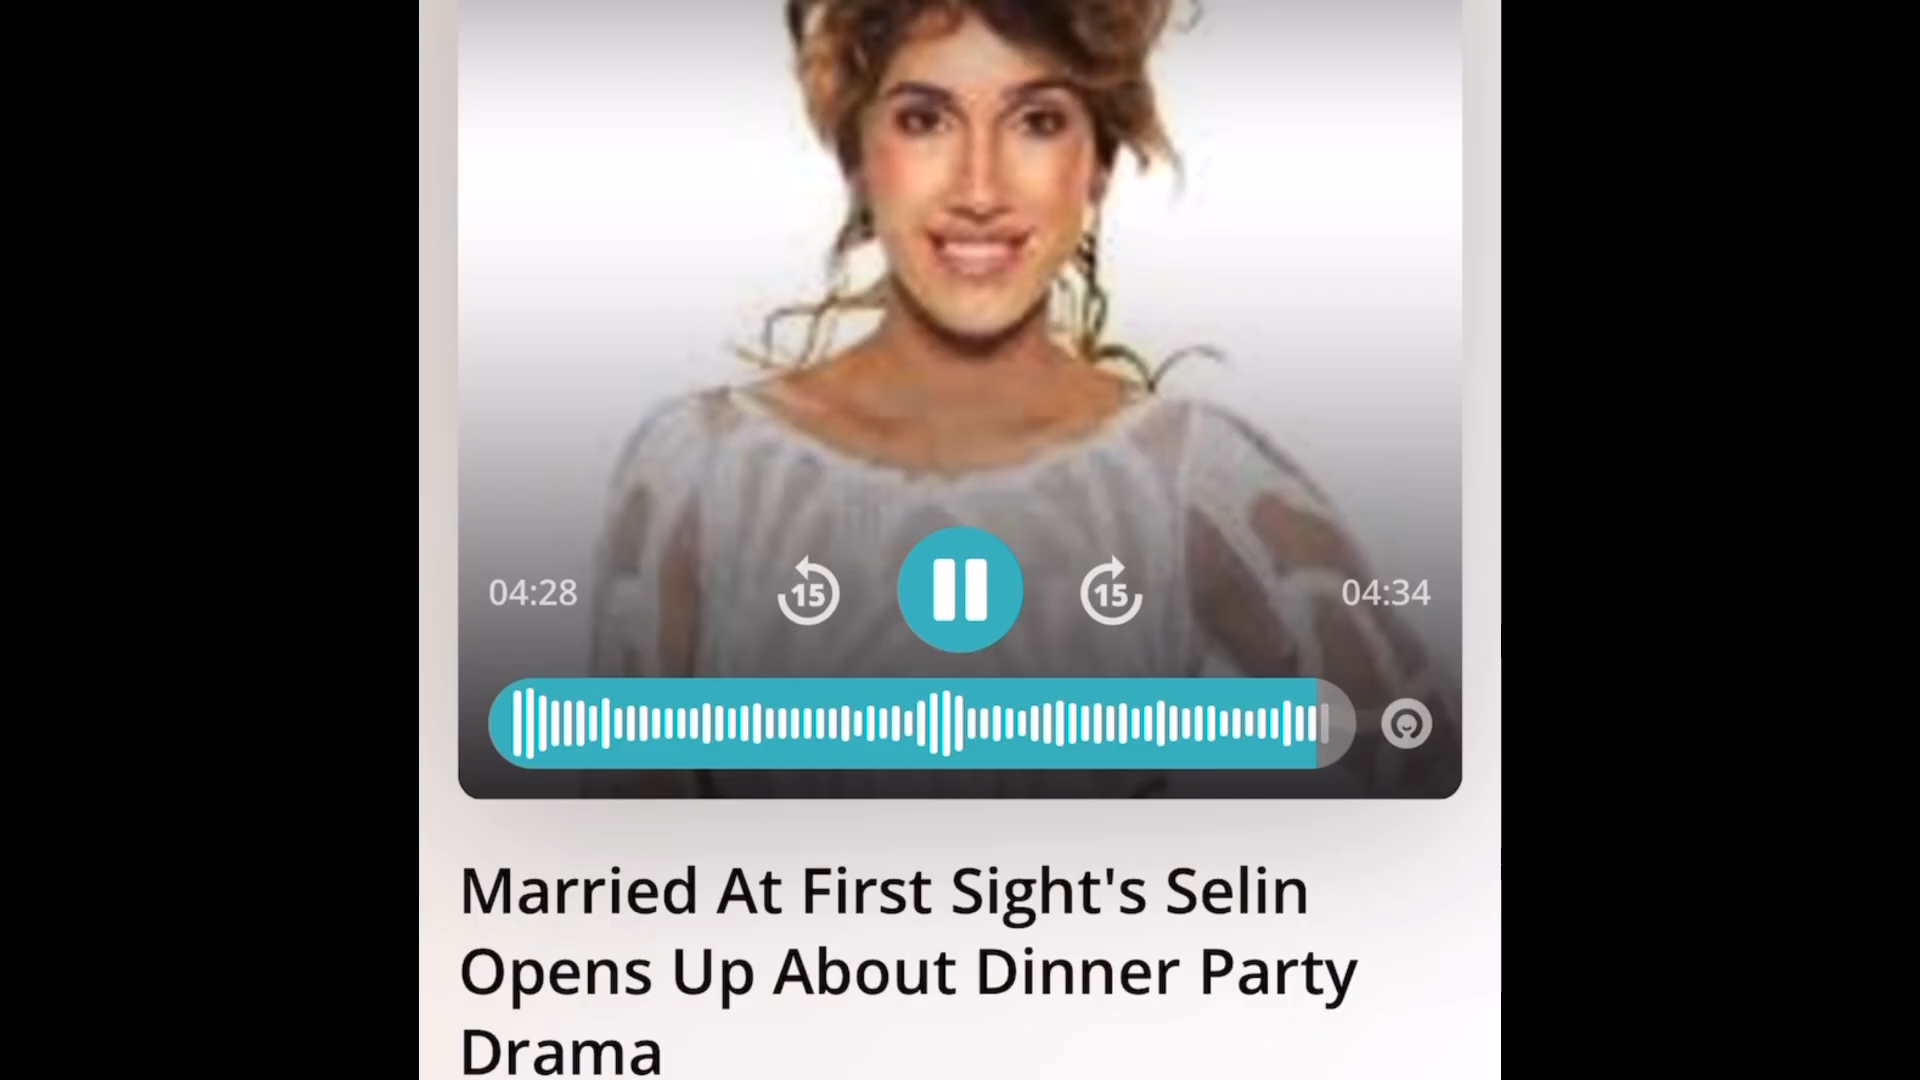 04:28 15 15 04:34
Married At First Sight's Selin
Opens Up About Dinner Party
Drama